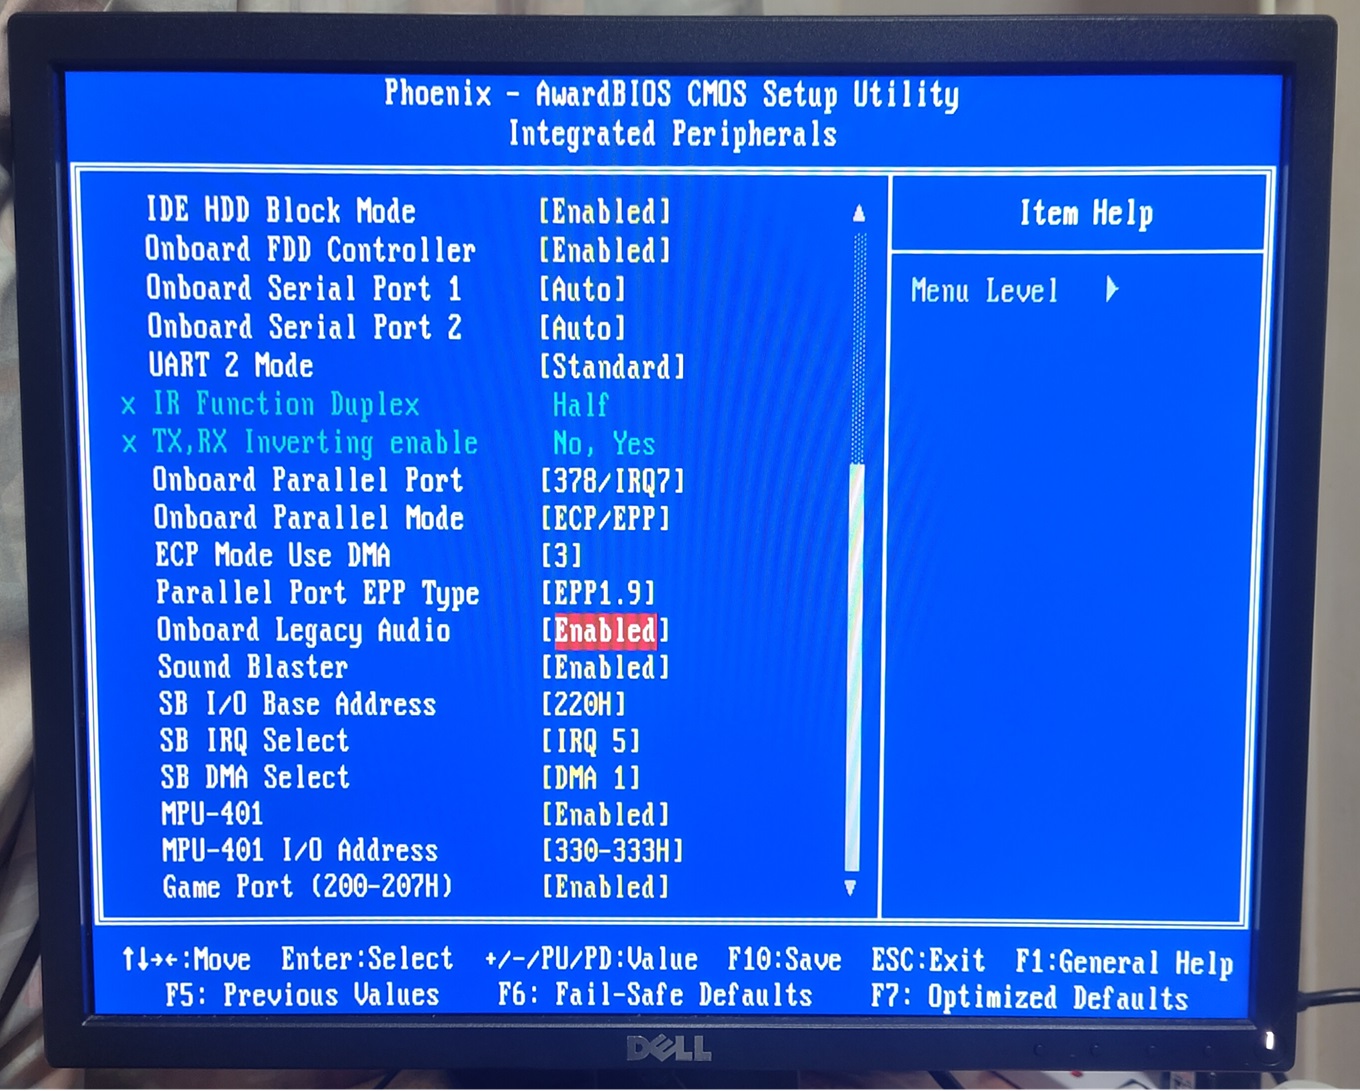 Phoenix - AwardBIOS CMOS Setup Utility
Integrated Peripherals
IDE HDD Block Mode [Enabled]
Onboard FDD Controller [Enabled]
Onboard Serial Port 1 [Auto]
Onboard Serial Port 2 [Auto]
UART 2 Mode [Standard]
x IR Function Duplex Half
x TX,RX Inverting enable No, Yes
Onboard Parallel Port [378/IRQ7]
Onboard Parallel Mode [ECP/EPP]
ECP Mode Use DMA [3]
Parallel Port EPP Type [EPP1.9]
Onboard Legacy Audio [Enabled]
Sound Blaster [Enabled]
SB I/O Base Address [220H]
SB IRQ Select [IRQ 5]
SB DMA Select [DMA 1]
MPU-401 [Enabled]
MPU-401 I/O Address [330-333H]
Game Port (200-207H) [Enabled]
Item Help
Menu Level ▶
↑↓→←:Move Enter:Select +/-/PU/PD:Value F10:Save ESC:Exit F1:General Help
F5: Previous Values F6: Fail-Safe Defaults F7: Optimized Defaults
DELL